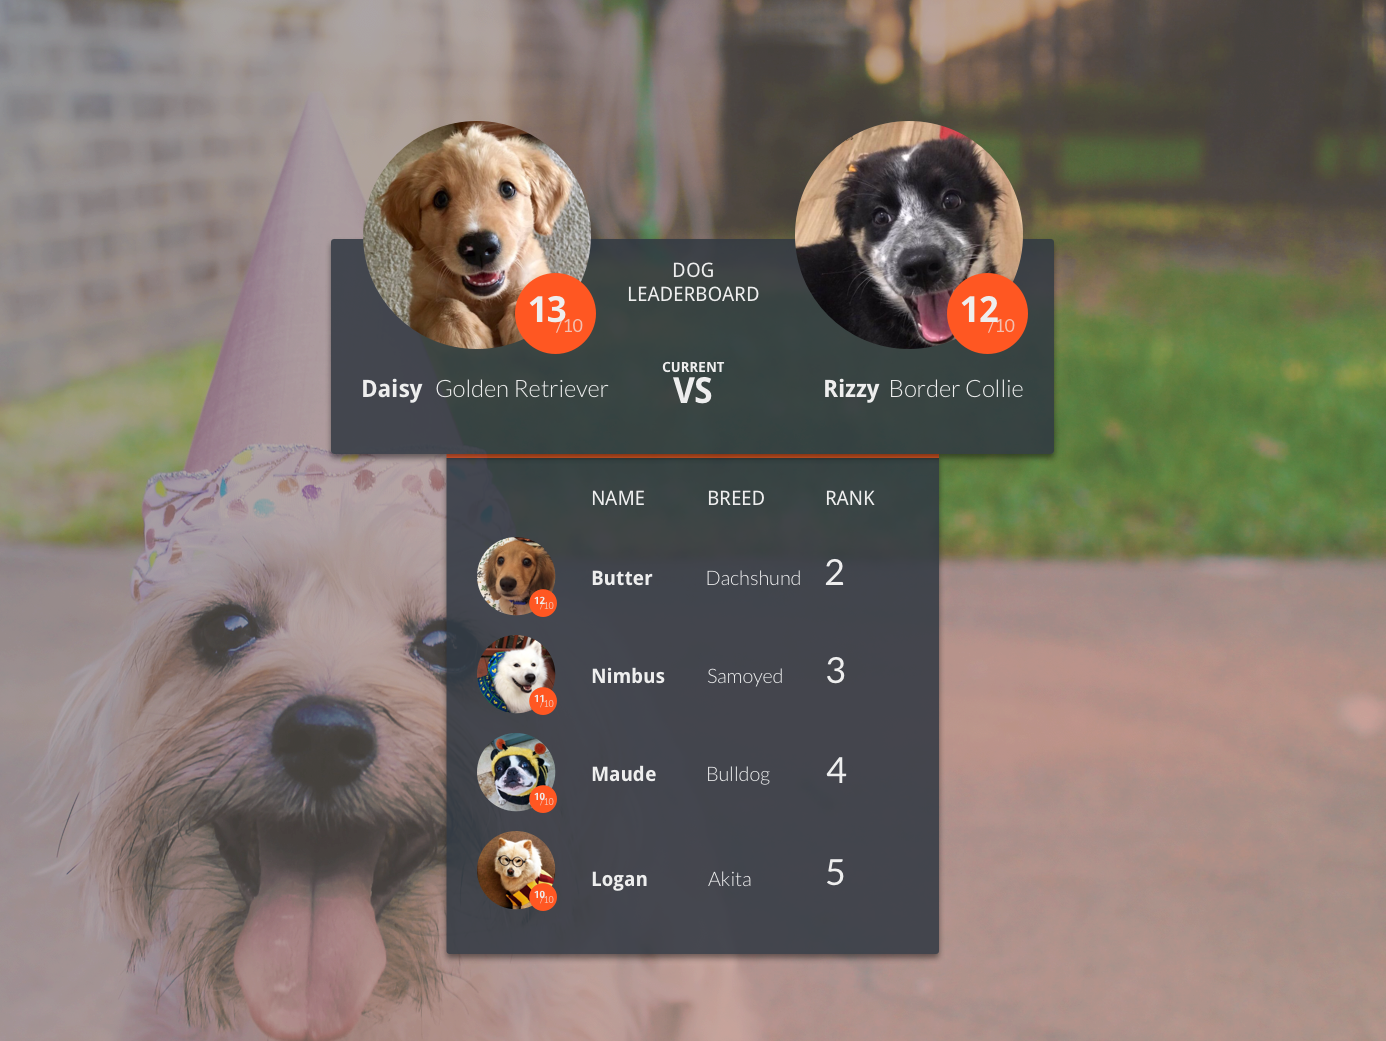 DOG
LEADERBOARD
13/10
12/10
CURRENT
VS
Daisy Golden Retriever
Rizzy Border Collie
NAME BREED RANK
12/10
Butter Dachshund 2
11/10
Nimbus Samoyed 3
10/10
Maude Bulldog 4
10/10
Logan Akita 5